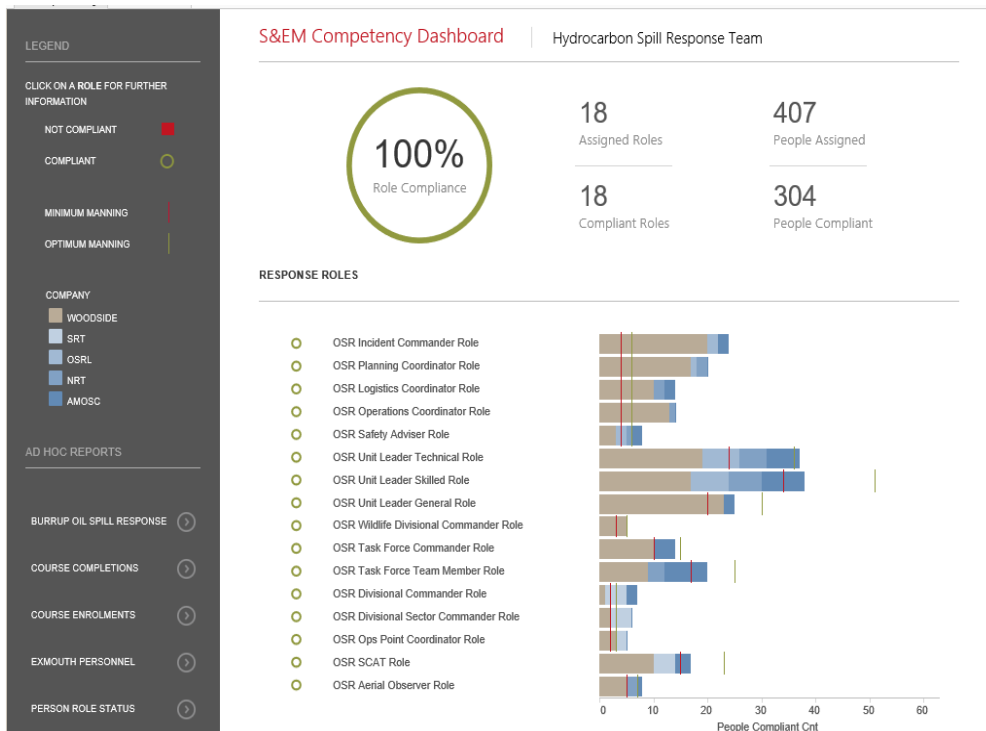 LEGEND
CLICK ON A ROLE FOR FURTHER
INFORMATION
NOT COMPLIANT
COMPLIANT
MINIMUM MANNING
OPTIMUM MANNING
COMPANY
WOODSIDE
SRT
OSRL
NRT
AMOSC
AD HOC REPORTS
BURRUP OIL SPILL RESPONSE
COURSE COMPLETIONS
COURSE ENROLMENTS
EXMOUTH PERSONNEL
PERSON ROLE STATUS
S&EM Competency Dashboard
Hydrocarbon Spill Response Team
100%
Role Compliance
18
Assigned Roles
407
People Assigned
18
Compliant Roles
304
People Compliant
RESPONSE ROLES
OSR Incident Commander Role
OSR Planning Coordinator Role
OSR Logistics Coordinator Role
OSR Operations Coordinator Role
OSR Safety Adviser Role
OSR Unit Leader Technical Role
OSR Unit Leader Skilled Role
OSR Unit Leader General Role
OSR Wildlife Divisional Commander Role
OSR Task Force Commander Role
OSR Task Force Team Member Role
OSR Divisional Commander Role
OSR Divisional Sector Commander Role
OSR Ops Point Coordinator Role
OSR SCAT Role
OSR Aerial Observer Role
0 10 20 30 40 50 60
People Compliant Cnt